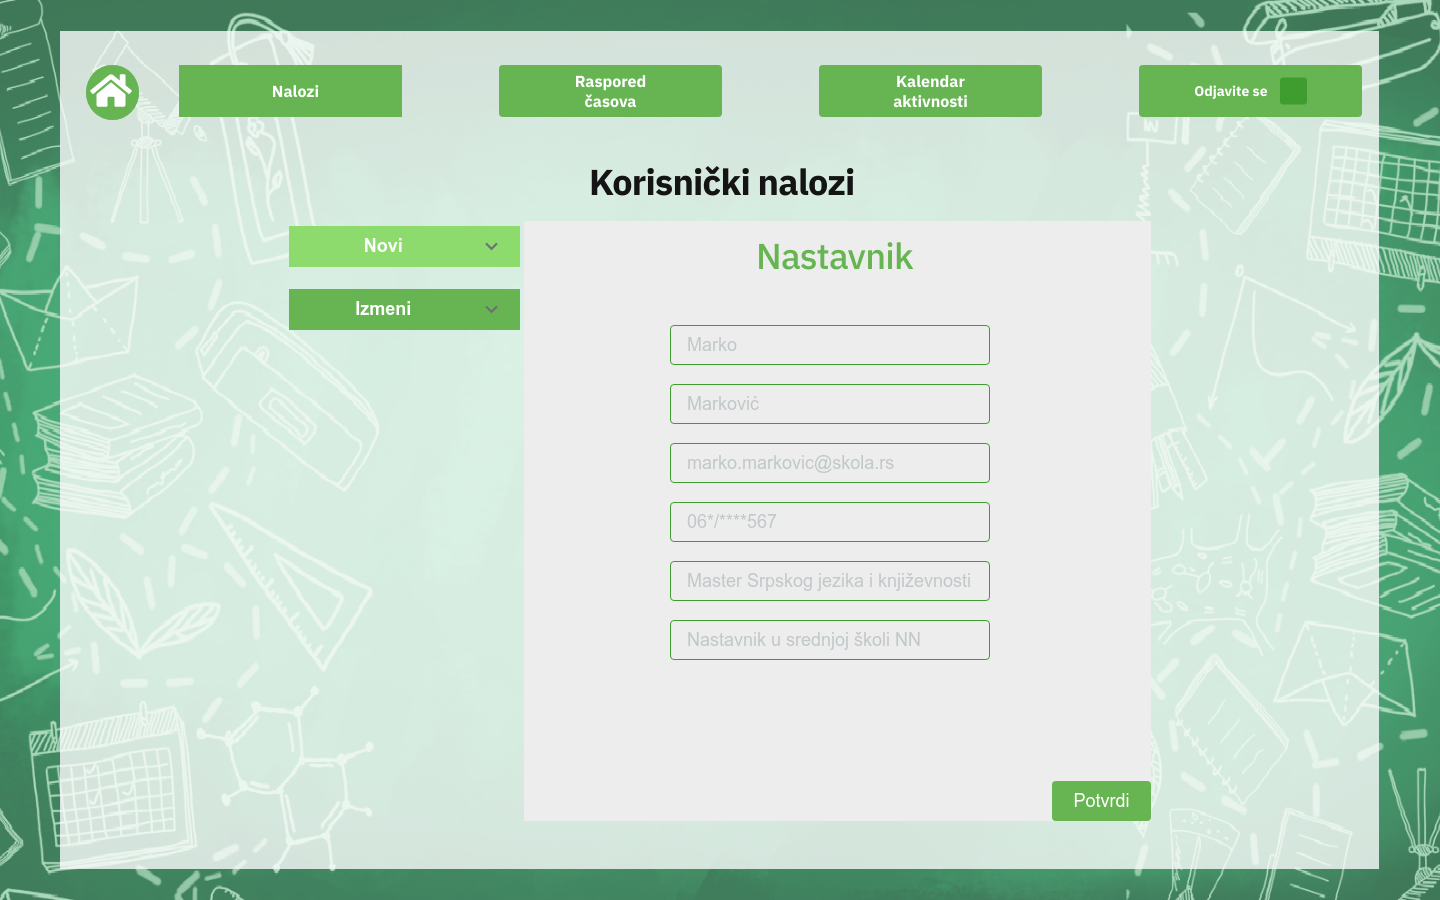 Nalozi
Raspored
časova
Kalendar
aktivnosti
Odjavite se
Korisnički nalozi
Novi
Izmeni
Nastavnik
Marko
Marković
marko.markovic@skola.rs
06*/****567
Master Srpskog jezika i književnosti
Nastavnik u srednjoj školi NN
Potvrdi